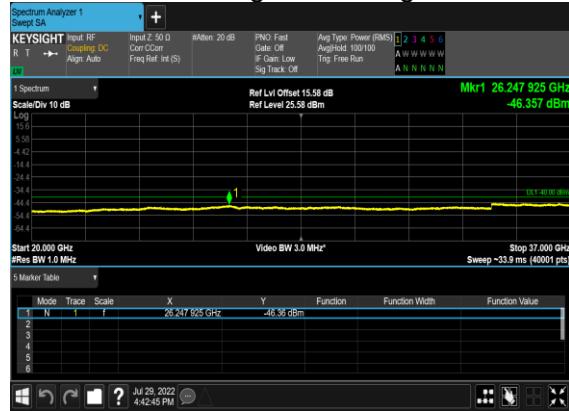 Spectrum Analyzer 1
Swept SA
+
KEYSIGHT Input: RF Input Z: 50 Ω #Atten: 20 dB PNO: Fast Avg Type: Power (RMS) 1 2 3 4 5 6
R T Coupling: DC Corr CCorr Gate: Off Avg|Hold: 100/100 A W W W W W
Align: Auto Freq Ref: Int (S) IF Gain: Low Trig: Free Run
Sig Track: Off A N N N N N
1 Spectrum Ref Lvl Offset 15.58 dB Mkr1 26.247 925 GHz
Scale/Div 10 dB Ref Level 25.58 dBm -46.357 dBm
Log
15.6
5.58
-4.42
-14.4
-24.4
-34.4 DL1 -40.00 dBm
1
-44.4
-54.4
-64.4
Start 20.000 GHz Video BW 3.0 MHz* Stop 37.000 GHz
#Res BW 1.0 MHz Sweep ~33.9 ms (40001 pts)
5 Marker Table
Mode Trace Scale X Y Function Function Width Function Value
1 N 1 f 26.247 925 GHz -46.36 dBm
2
3
4
5
6
? Jul 29, 2022
4:42:45 PM